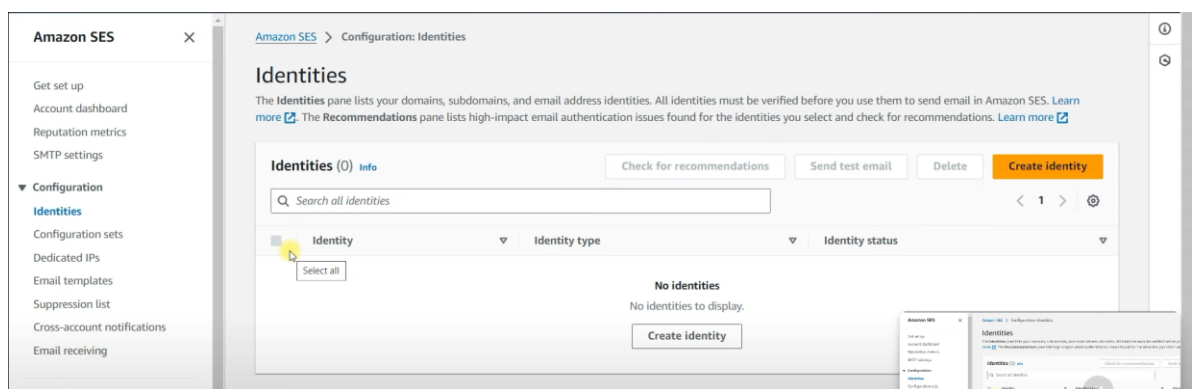 Amazon SES
Get set up
Account dashboard
Reputation metrics
SMTP settings
Configuration
Identities
Configuration sets
Dedicated IPs
Email templates
Suppression list
Cross-account notifications
Email receiving
Amazon SES > Configuration: Identities
Identities
The Identities pane lists your domains, subdomains, and email address identities. All identities must be verified before you use them to send email in Amazon SES. Learn
more. The Recommendations pane lists high-impact email authentication issues found for the identities you select and check for recommendations. Learn more
Identities (0) Info Check for recommendations Send test email Delete Create identity
Search all identities < 1 >
Identity Identity type Identity status
Select all
No identities
No identities to display.
Create identity
Amazon SES
Identities